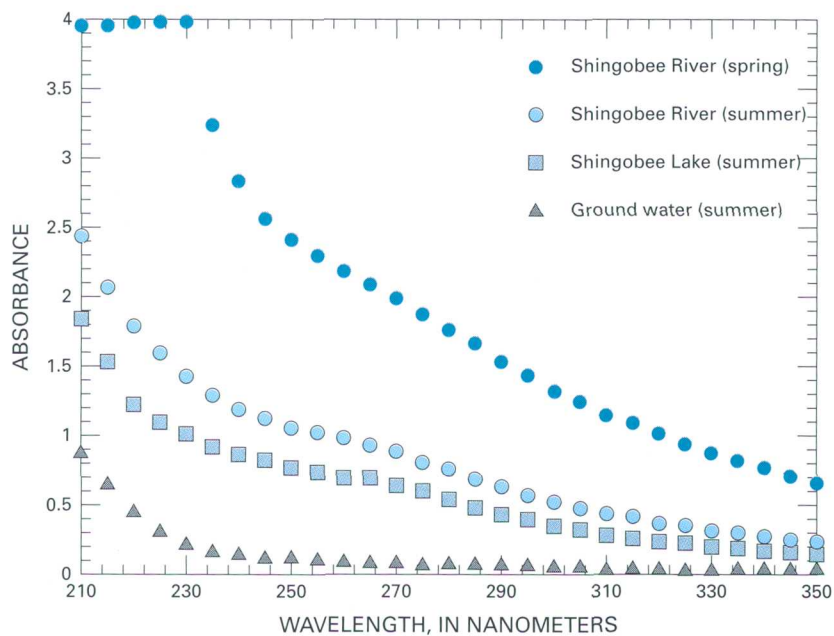 4
3.5
3
2.5
2
1.5
1
0.5
0
ABSORBANCE
210 230 250 270 290 310 330 350
WAVELENGTH, IN NANOMETERS
Shingobee River (spring)
Shingobee River (summer)
Shingobee Lake (summer)
Ground water (summer)